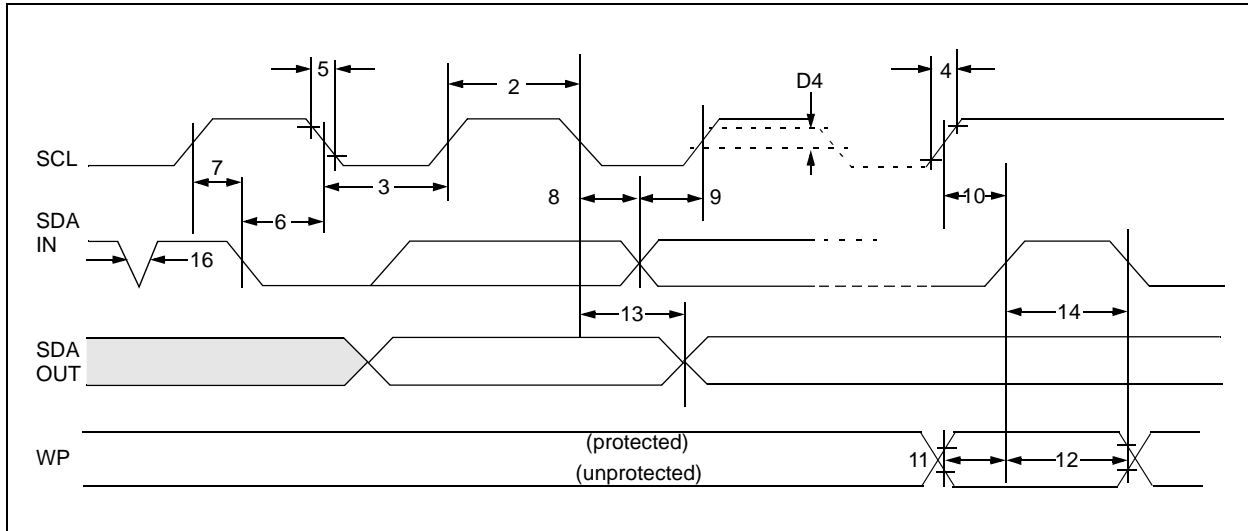 5
2
D4
4
SCL
7
3
8
9
10
6
SDA
IN
16
13
14
SDA
OUT
(protected)
WP
11
12
(unprotected)